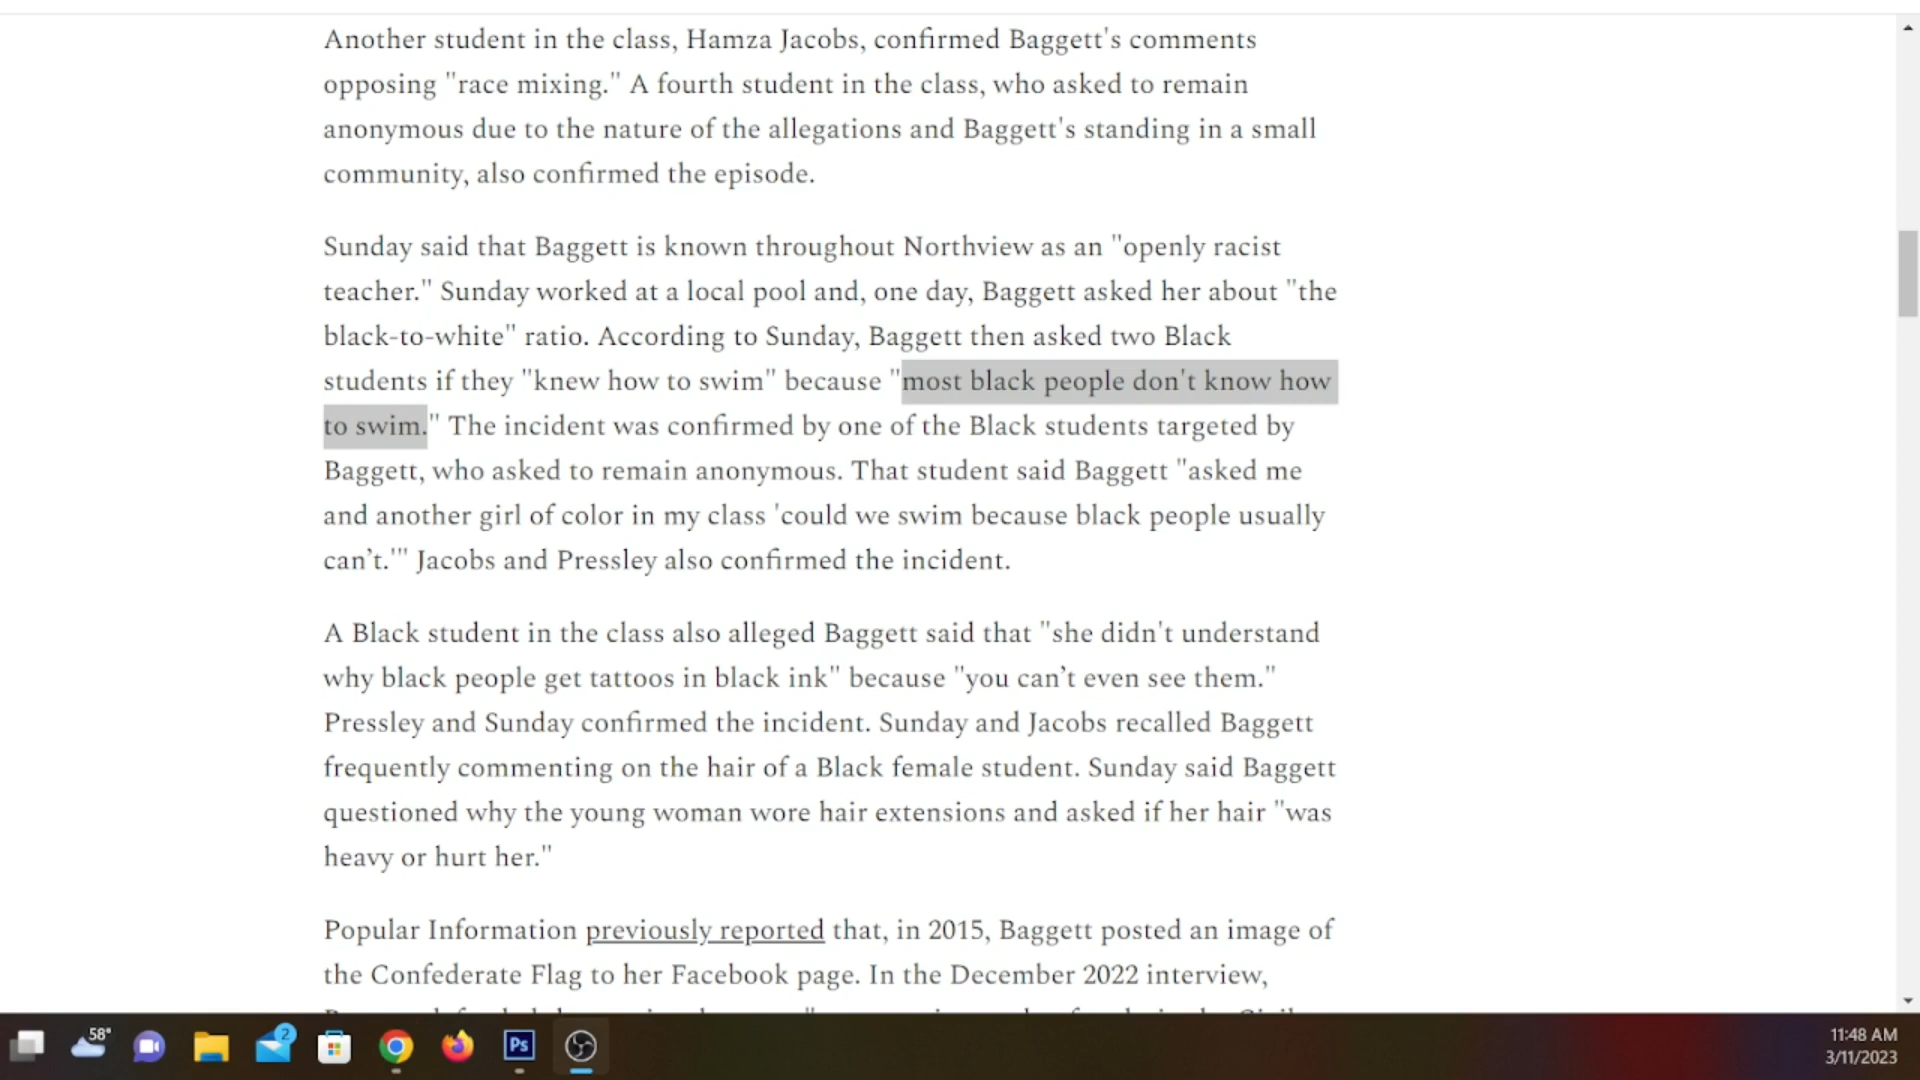 Another student in the class, Hamza Jacobs, confirmed Baggett's comments
opposing "race mixing." A fourth student in the class, who asked to remain
anonymous due to the nature of the allegations and Baggett's standing in a small
community, also confirmed the episode.
Sunday said that Baggett is known throughout Northview as an "openly racist
teacher." Sunday worked at a local pool and, one day, Baggett asked her about "the
black-to-white" ratio. According to Sunday, Baggett then asked two Black
students if they "knew how to swim" because "most black people don't know how
to swim." The incident was confirmed by one of the Black students targeted by
Baggett, who asked to remain anonymous. That student said Baggett "asked me
and another girl of color in my class 'could we swim because black people usually
can’t.'" Jacobs and Pressley also confirmed the incident.
A Black student in the class also alleged Baggett said that "she didn't understand
why black people get tattoos in black ink" because "you can’t even see them."
Pressley and Sunday confirmed the incident. Sunday and Jacobs recalled Baggett
frequently commenting on the hair of a Black female student. Sunday said Baggett
questioned why the young woman wore hair extensions and asked if her hair "was
heavy or hurt her."
Popular Information previously reported that, in 2015, Baggett posted an image of
the Confederate Flag to her Facebook page. In the December 2022 interview,
58°
2
Ps
11:48 AM
3/11/2023